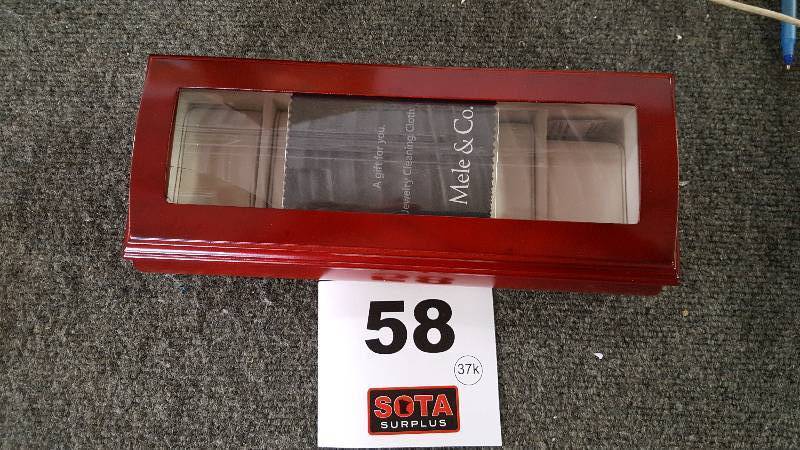 A gift for you.
Jewelry Cleaning Cloth
Mele & Co.
58
37k
SOTA
SURPLUS